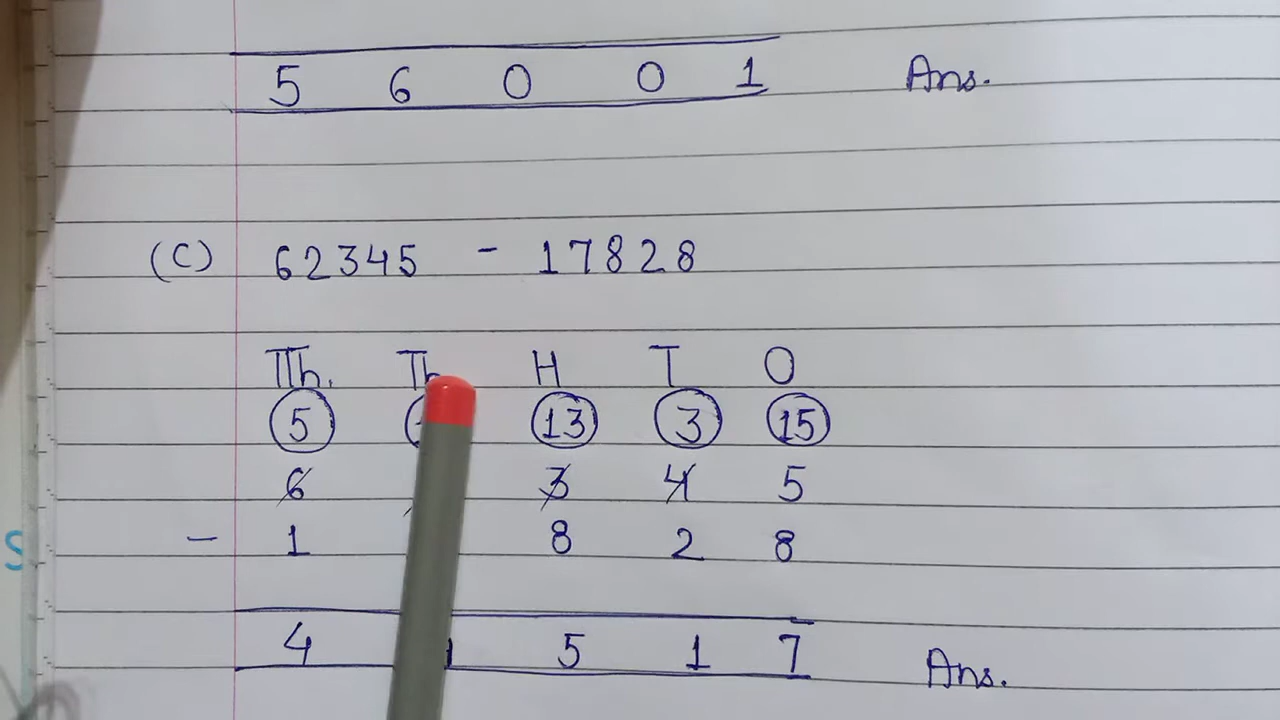 5 6 0 0 1 Ans.
(C) 62345 - 17828
TTh. Th H T O
5 13 3 15
6 3 4 5
- 1 8 2 8
4 5 1 7 Ans.
S